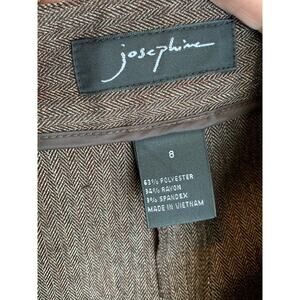 josephine
8
63% POLYESTER
34% RAYON
3% SPANDEX
MADE IN VIETNAM